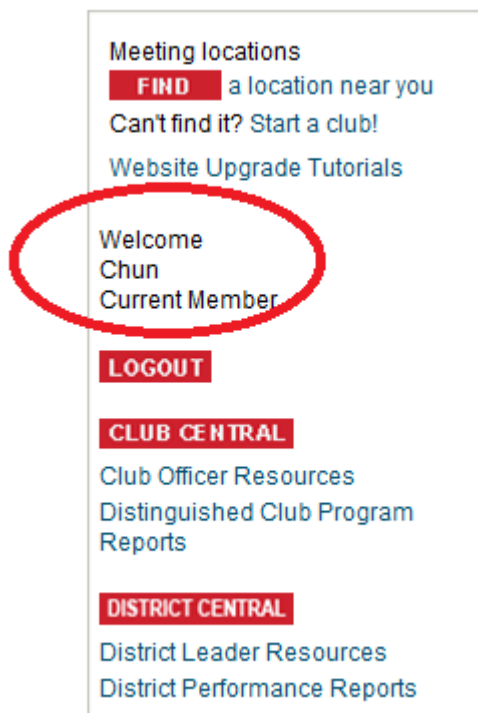 Meeting locations
FIND a location near you
Can't find it? Start a club!
Website Upgrade Tutorials
Welcome
Chun
Current Member
LOGOUT
CLUB CENTRAL
Club Officer Resources
Distinguished Club Program
Reports
DISTRICT CENTRAL
District Leader Resources
District Performance Reports